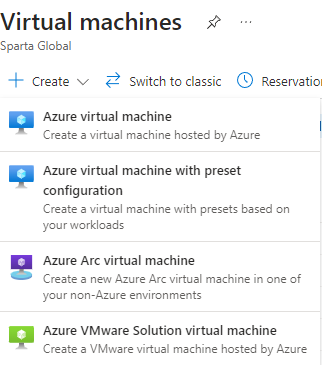 Virtual machines
Sparta Global
Create
Switch to classic
Reservation
Azure virtual machine
Create a virtual machine hosted by Azure
Azure virtual machine with preset
configuration
Create a virtual machine with presets based on
your workloads
Azure Arc virtual machine
Create a new Azure Arc virtual machine in one of
your non-Azure environments
Azure VMware Solution virtual machine
Create a VMware virtual machine hosted by Azure